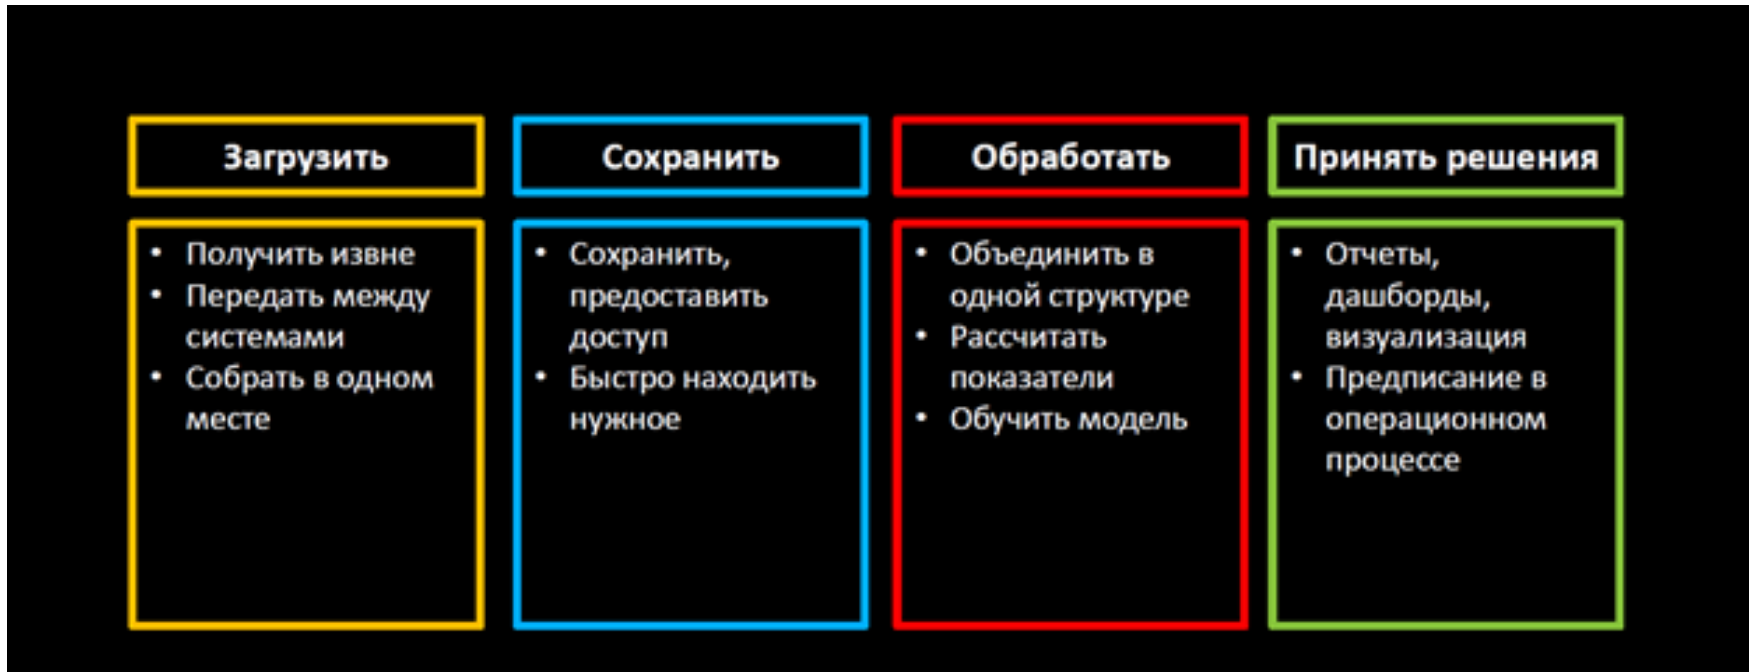 Загрузить
Сохранить
Обработать
Принять решения
• Получить извне
• Передать между
системами
• Собрать в одном
месте
• Сохранить,
предоставить
доступ
• Быстро находить
нужное
• Объединить в
одной структуре
• Рассчитать
показатели
• Обучить модель
• Отчеты,
дашборды,
визуализация
• Предписание в
операционном
процессе